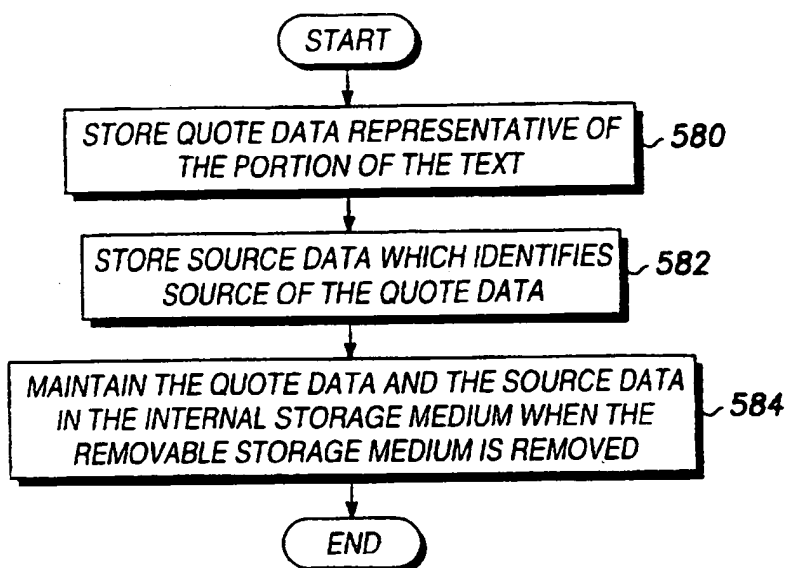 START
STORE QUOTE DATA REPRESENTATIVE OF
THE PORTION OF THE TEXT
580
STORE SOURCE DATA WHICH IDENTIFIES
SOURCE OF THE QUOTE DATA
582
MAINTAIN THE QUOTE DATA AND THE SOURCE DATA
IN THE INTERNAL STORAGE MEDIUM WHEN THE
REMOVABLE STORAGE MEDIUM IS REMOVED
584
END